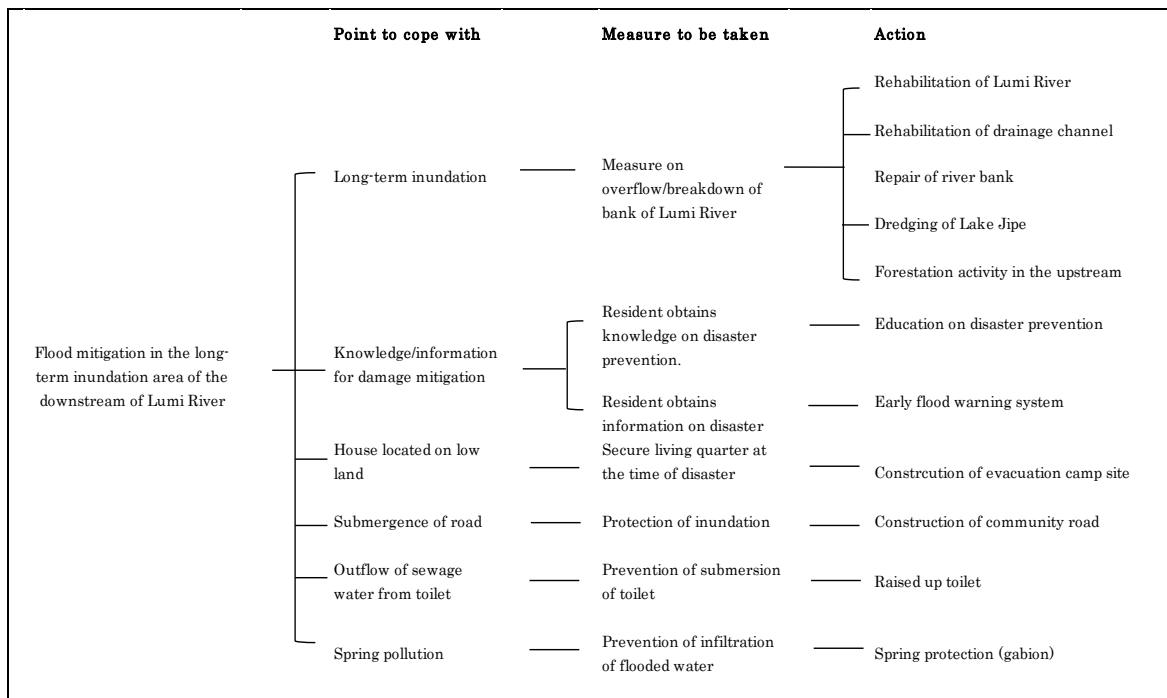 Point to cope with
Measure to be taken
Action
Flood mitigation in the long-
term inundation area of the
downstream of Lumi River
Long-term inundation
Measure on
overflow/breakdown of
bank of Lumi River
Rehabilitation of Lumi River
Rehabilitation of drainage channel
Repair of river bank
Dredging of Lake Jipe
Forestation activity in the upstream
Knowledge/information
for damage mitigation
Resident obtains
knowledge on disaster
prevention.
Education on disaster prevention
Resident obtains
information on disaster
Early flood warning system
House located on low
land
Secure living quarter at
the time of disaster
Constrcution of evacuation camp site
Submergence of road
Protection of inundation
Construction of community road
Outflow of sewage
water from toilet
Prevention of submersion
of toilet
Raised up toilet
Spring pollution
Prevention of infiltration
of flooded water
Spring protection (gabion)